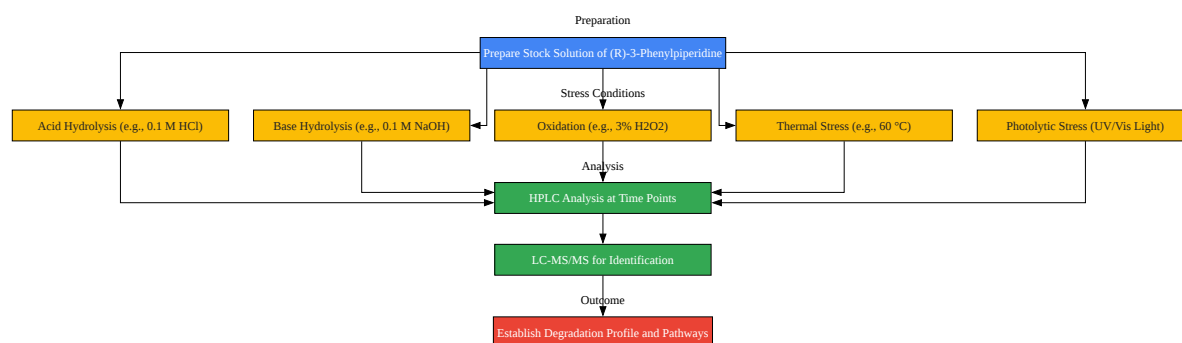 Preparation
Prepare Stock Solution of (R)-3-Phenylpiperidine
Stress Conditions
Acid Hydrolysis (e.g., 0.1 M HCl)
Base Hydrolysis (e.g., 0.1 M NaOH)
Oxidation (e.g., 3% H2O2)
Thermal Stress (e.g., 60 °C)
Photolytic Stress (UV/Vis Light)
Analysis
HPLC Analysis at Time Points
LC-MS/MS for Identification
Outcome
Establish Degradation Profile and Pathways